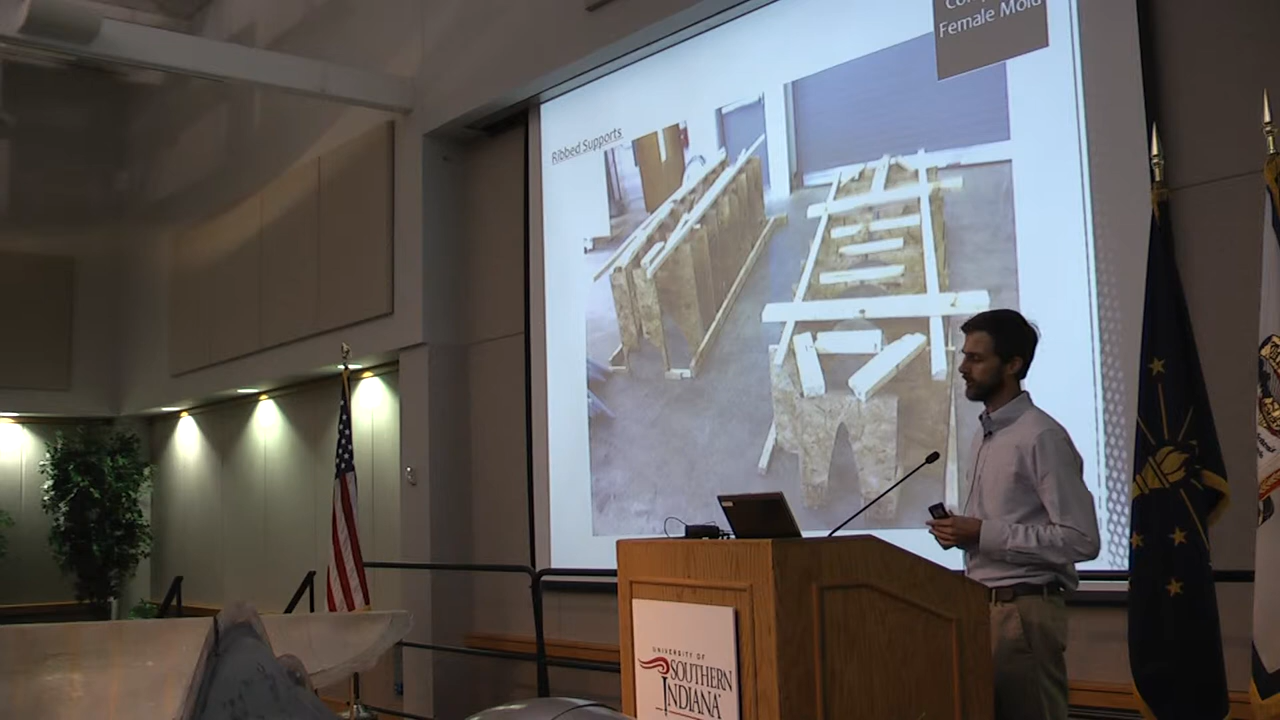 Female Mold
Ribbed Supports
UNIVERSITY OF
SOUTHERN
INDIANA